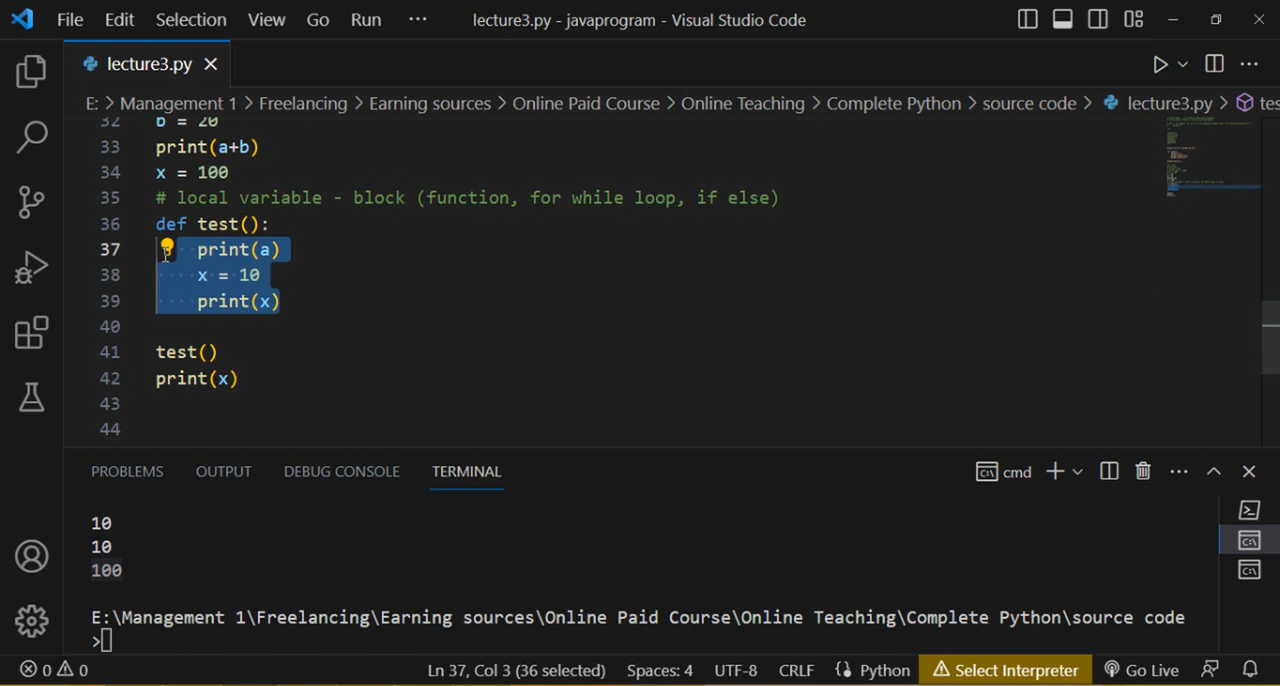 File Edit Selection View Go Run ··· lecture3.py - javaprogram - Visual Studio Code
lecture3.py
E: > Management 1 > Freelancing > Earning sources > Online Paid Course > Online Teaching > Complete Python > source code > lecture3.py > tes
32 b = 20
33 print(a+b)
34 x = 100
35 # local variable - block (function, for while loop, if else)
36 def test():
37 print(a)
38 x = 10
39 print(x)
40
41 test()
42 print(x)
43
44
PROBLEMS OUTPUT DEBUG CONSOLE TERMINAL cmd
10
10
100
E:\Management 1\Freelancing\Earning sources\Online Paid Course\Online Teaching\Complete Python\source code
>
0 0 Ln 37, Col 3 (36 selected) Spaces: 4 UTF-8 CRLF Python Select Interpreter Go Live